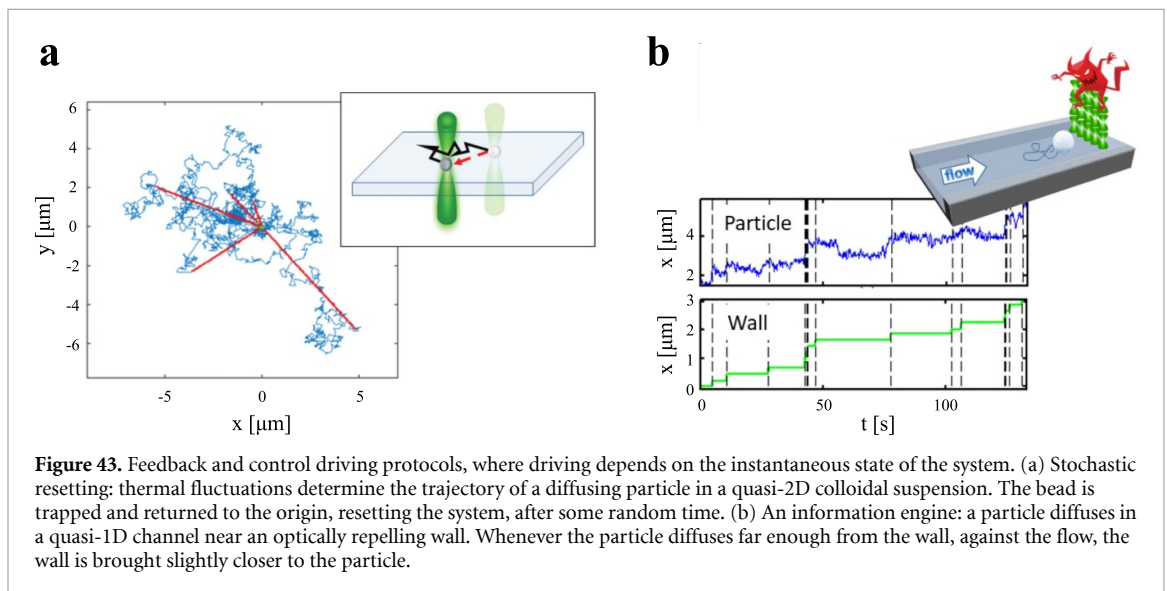 a
b
6
4
2
0
-2
-4
-6
y [μm]
-5
0
5
x [μm]
flow
Particle
4
2
x [μm]
Wall
3
2
1
0
x [μm]
0
50
100
t [s]
Figure 43. Feedback and control driving protocols, where driving depends on the instantaneous state of the system. (a) Stochastic
resetting: thermal fluctuations determine the trajectory of a diffusing particle in a quasi-2D colloidal suspension. The bead is
trapped and returned to the origin, resetting the system, after some random time. (b) An information engine: a particle diffuses in
a quasi-1D channel near an optically repelling wall. Whenever the particle diffuses far enough from the wall, against the flow, the
wall is brought slightly closer to the particle.